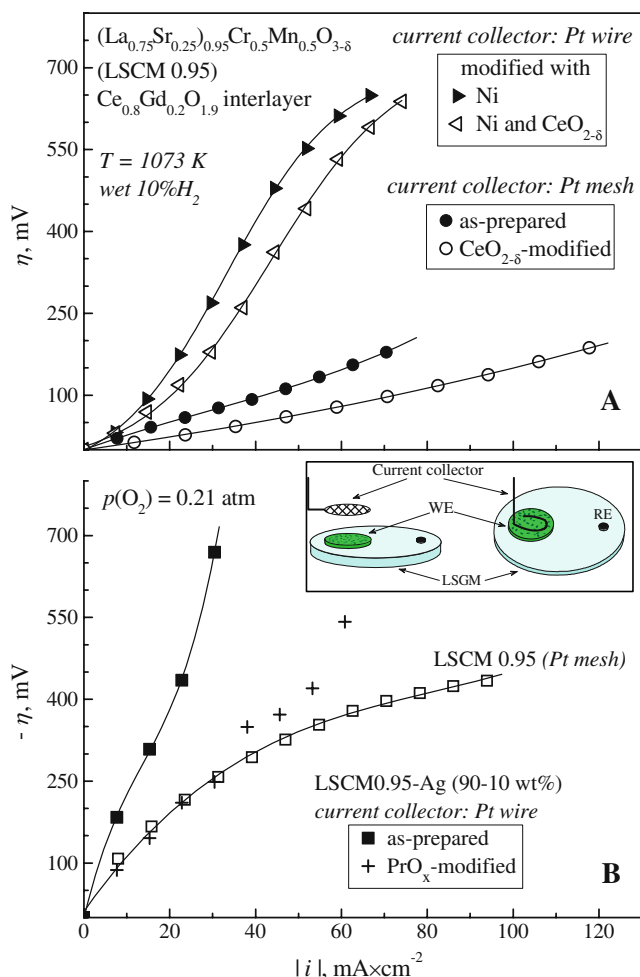 (La0.75Sr0.25)0.95Cr0.5Mn0.5O3-δ
(LSCM 0.95)
Ce0.8Gd0.2O1.9 interlayer
T = 1073 K
wet 10%H2
current collector: Pt wire
modified with
Ni
Ni and CeO2-δ
current collector: Pt mesh
as-prepared
CeO2-δ-modified
700
550
400
250
100
η, mV
A
p(O2) = 0.21 atm
Current collector
WE
RE
LSGM
LSCM 0.95 (Pt mesh)
LSCM0.95-Ag (90-10 wt%)
current collector: Pt wire
as-prepared
PrOx-modified
700
550
400
250
100
- η, mV
B
0 20 40 60 80 100 120
|i|, mA×cm-2